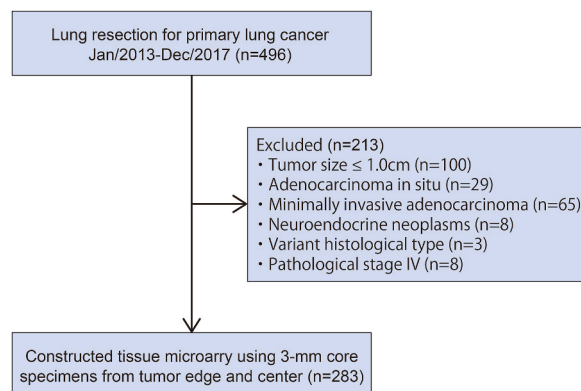 Lung resection for primary lung cancer
Jan/2013-Dec/2017 (n=496)
Excluded (n=213)
・Tumor size ≤ 1.0cm (n=100)
・Adenocarcinoma in situ (n=29)
・Minimally invasive adenocarcinoma (n=65)
・Neuroendocrine neoplasms (n=8)
・Variant histological type (n=3)
・Pathological stage IV (n=8)
Constructed tissue microarry using 3-mm core
specimens from tumor edge and center (n=283)